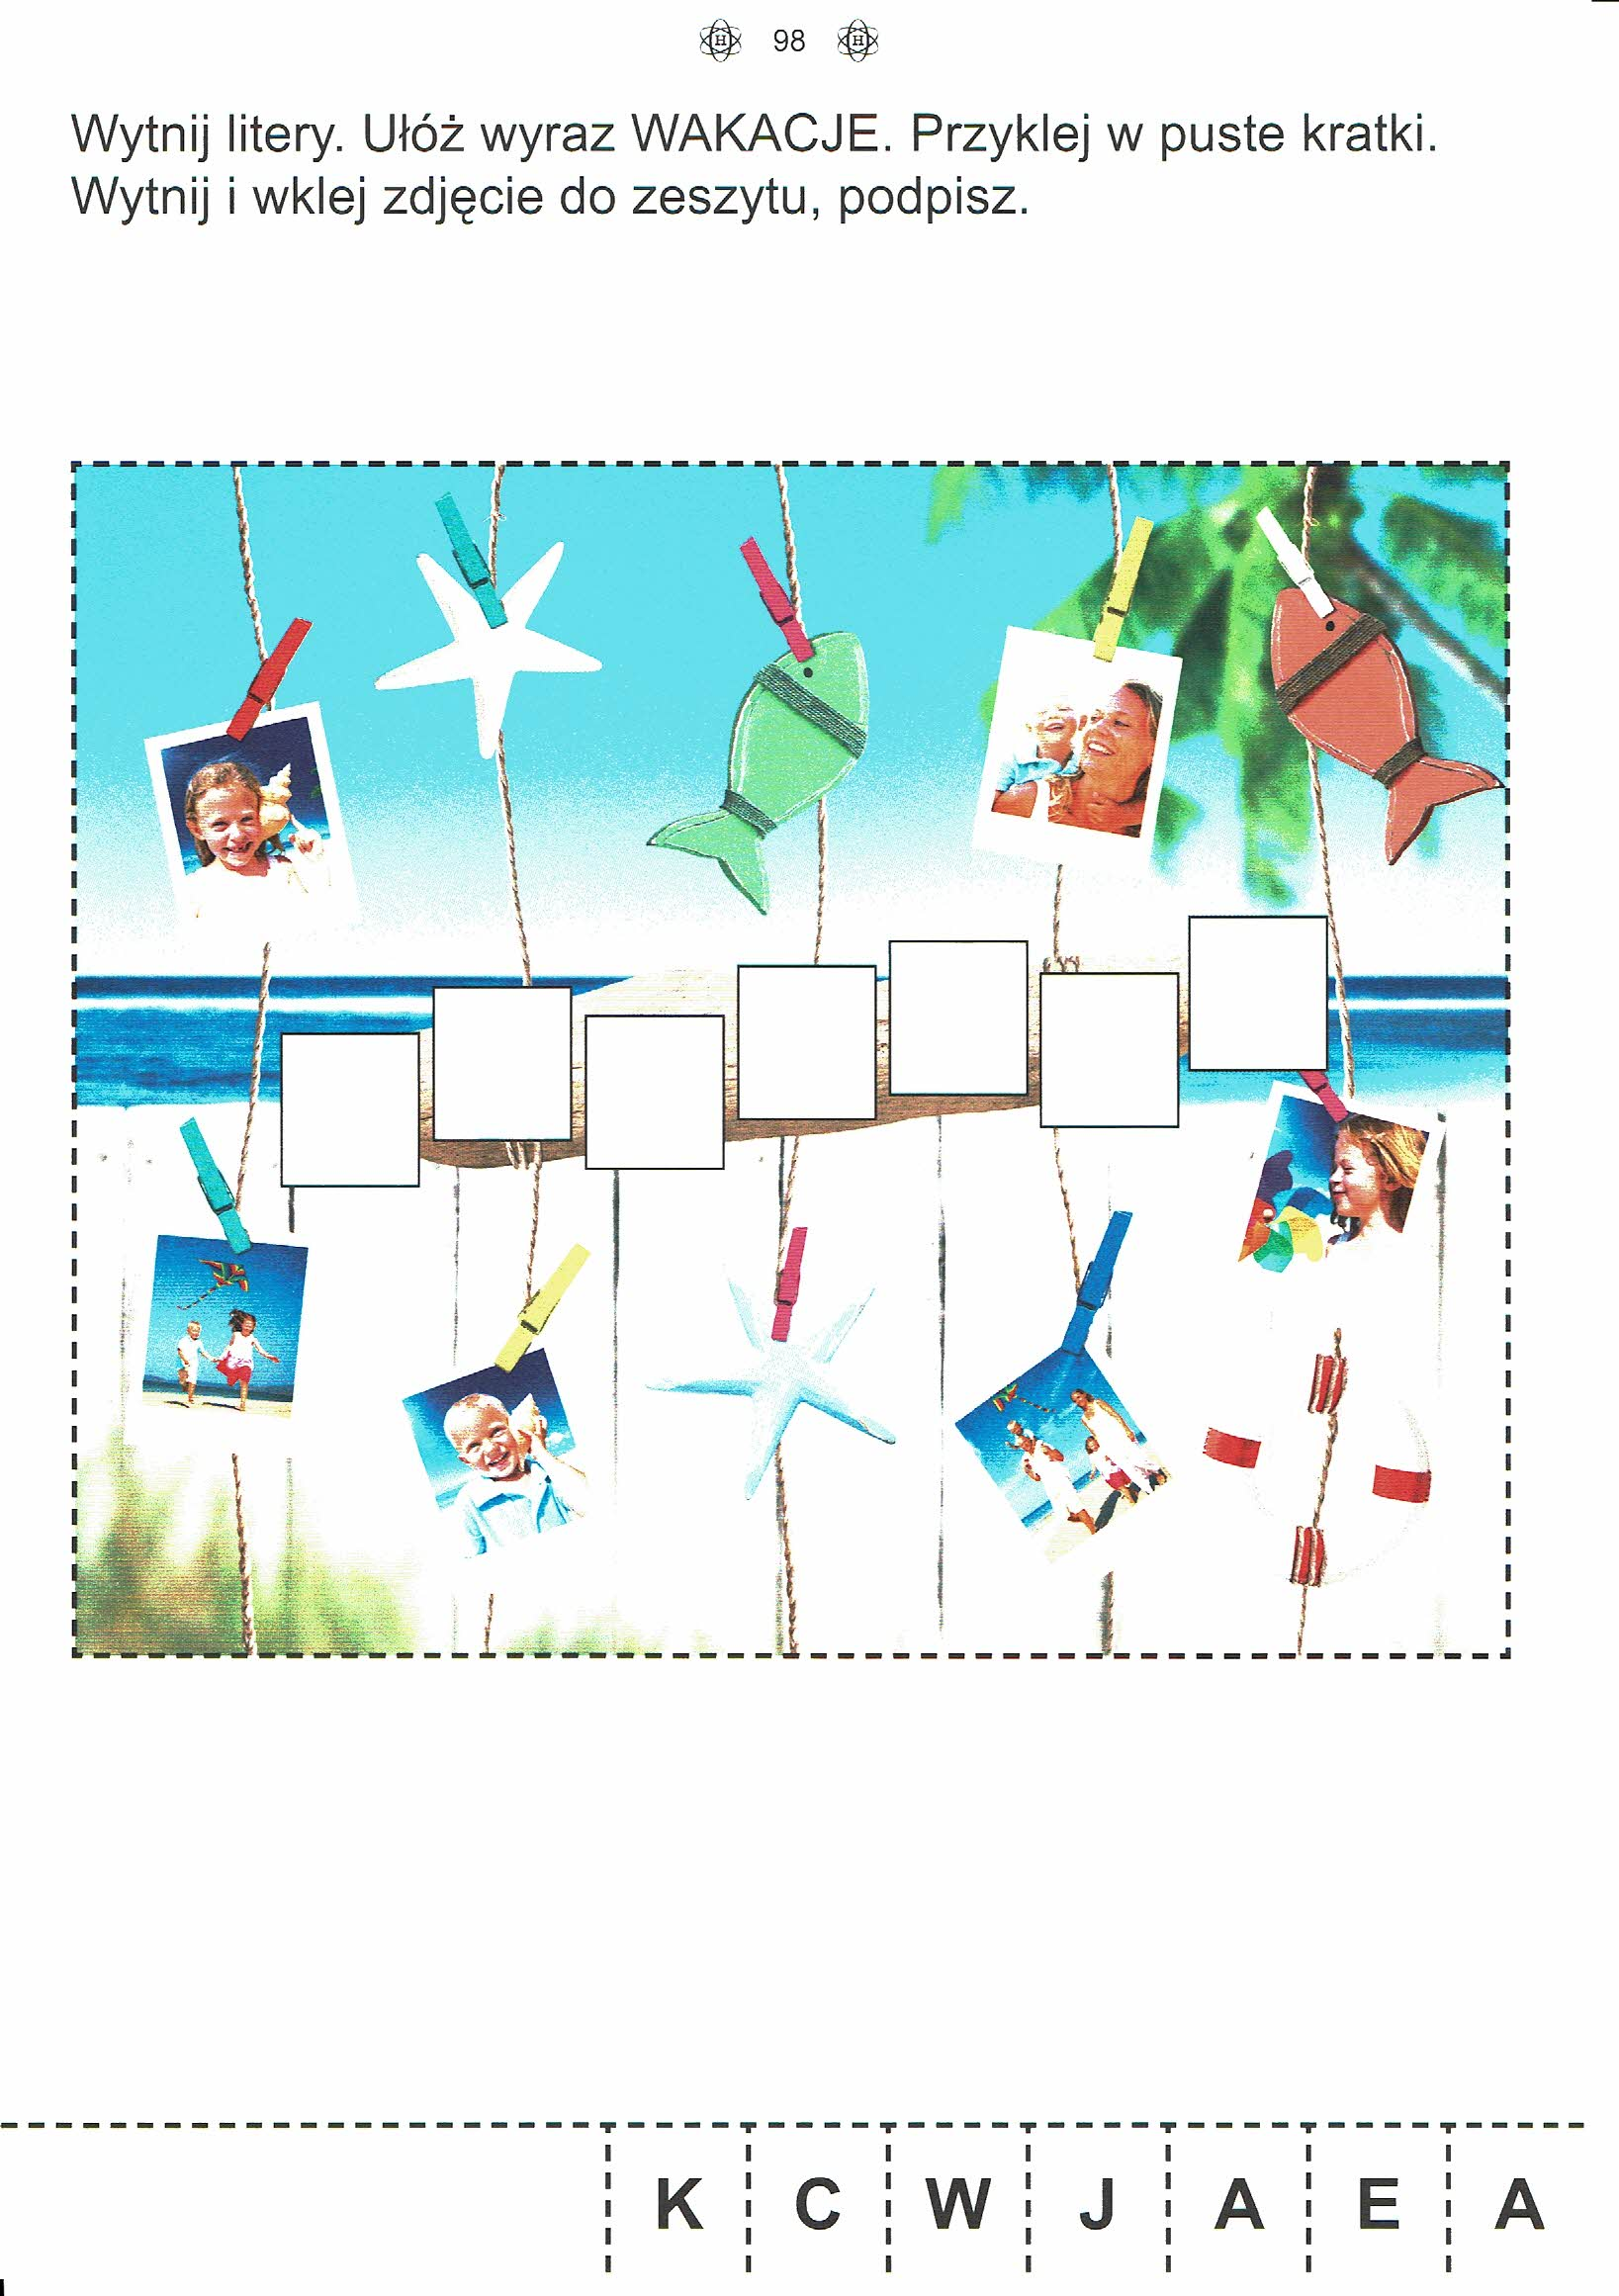 98
Wytnij litery. Ułóż wyraz WAKACJE. Przyklej w puste kratki.
Wytnij i wklej zdjęcie do zeszytu, podpisz.
K C W J A E A